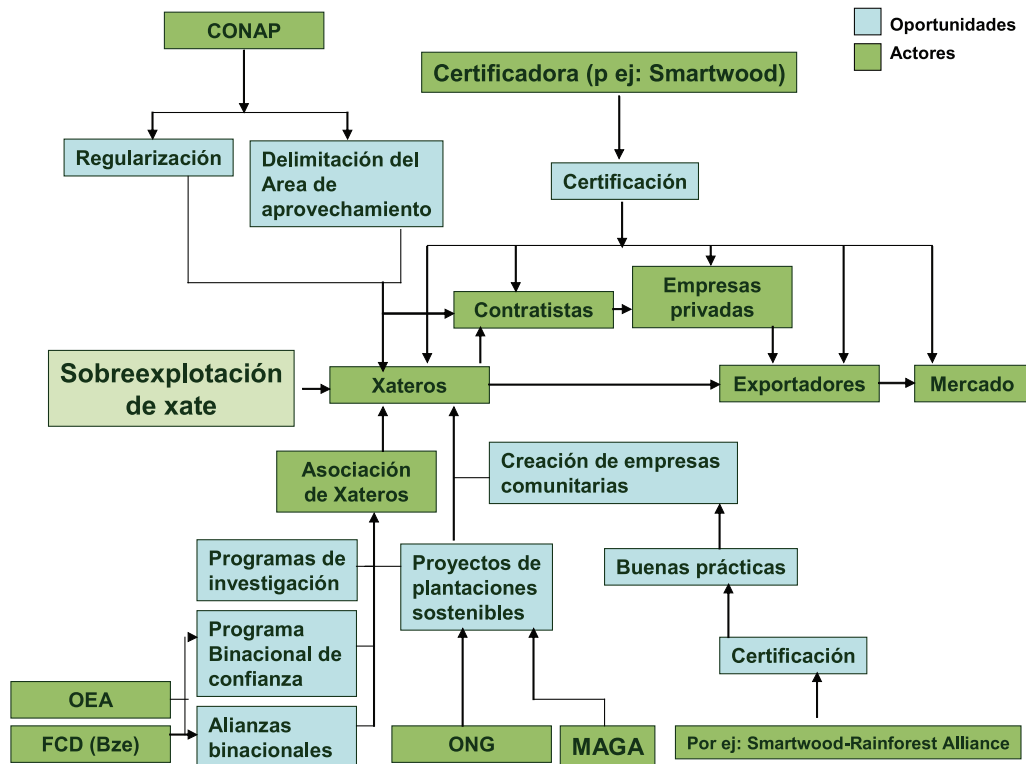 CONAP
Oportunidades
Actores
Certificadora (p ej: Smartwood)
Regularización
Delimitación del
Area de
aprovechamiento
Certificación
Contratistas
Empresas
privadas
Sobreexplotación
de xate
Xateros
Exportadores
Mercado
Asociación
de Xateros
Creación de empresas
comunitarias
Programas de
investigación
Proyectos de
plantaciones
sostenibles
Buenas prácticas
Programa
Binacional de
confianza
Certificación
OEA
FCD (Bze)
Alianzas
binacionales
ONG
MAGA
Por ej: Smartwood-Rainforest Alliance